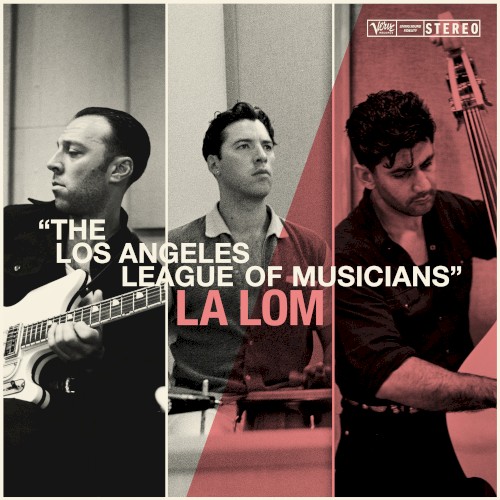 Verve
STEREO
“THE
LOS ANGELES
LEAGUE OF MUSICIANS”
LA LOM